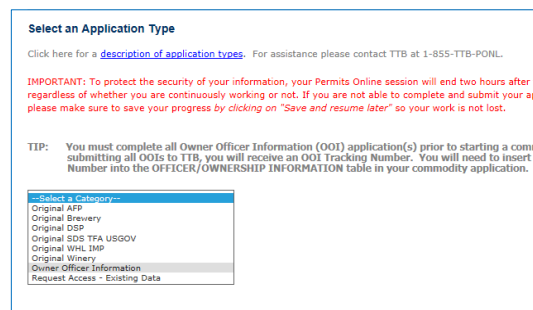 Select an Application Type
Click here for a description of application types. For assistance please contact TTB at 1-855-TTB-PONL.
IMPORTANT: To protect the security of your information, your Permits Online session will end two hours after
regardless of whether you are continuously working or not. If you are not able to complete and submit your
please make sure to save your progress by clicking on "Save and resume later" so your work is not lost.
TIP: You must complete all Owner Officer Information (OOI) application(s) prior to starting a
submitting all OOIs to TTB, you will receive an OOI Tracking Number. You will need to insert
Number into the OFFICER/OWNERSHIP INFORMATION table in your commodity application.
--Select a Category--
Original AFP
Original Brewery
Original DSP
Original SDS TFA USGOV
Original WHL IMP
Original Winery
Owner Officer Information
Request Access - Existing Data